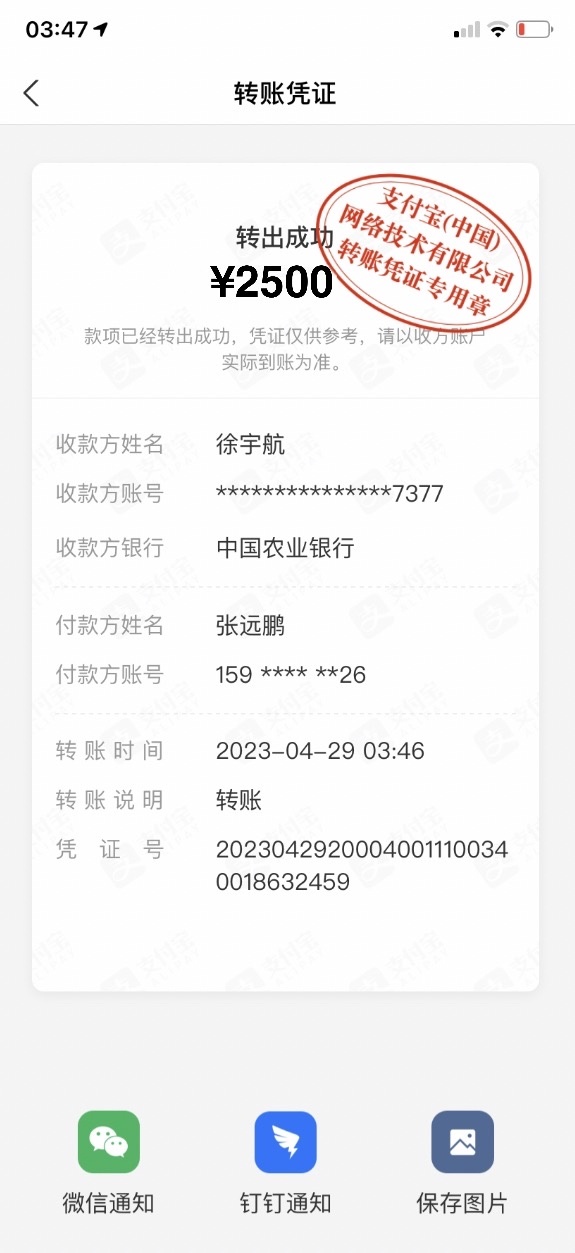 03:47
转账凭证
支付宝(中国)
网络技术有限公司
转账凭证专用章
转出成功
¥2500
款项已经转出成功，凭证仅供参考，请以收方账户
实际到账为准。
收款方姓名 徐宇航
收款方账号 ***************7377
收款方银行 中国农业银行
付款方姓名 张远鹏
付款方账号 159 **** **26
转账时间 2023-04-29 03:46
转账说明 转账
凭证号 2023042920004001110034
0018632459
微信通知 钉钉通知 保存图片